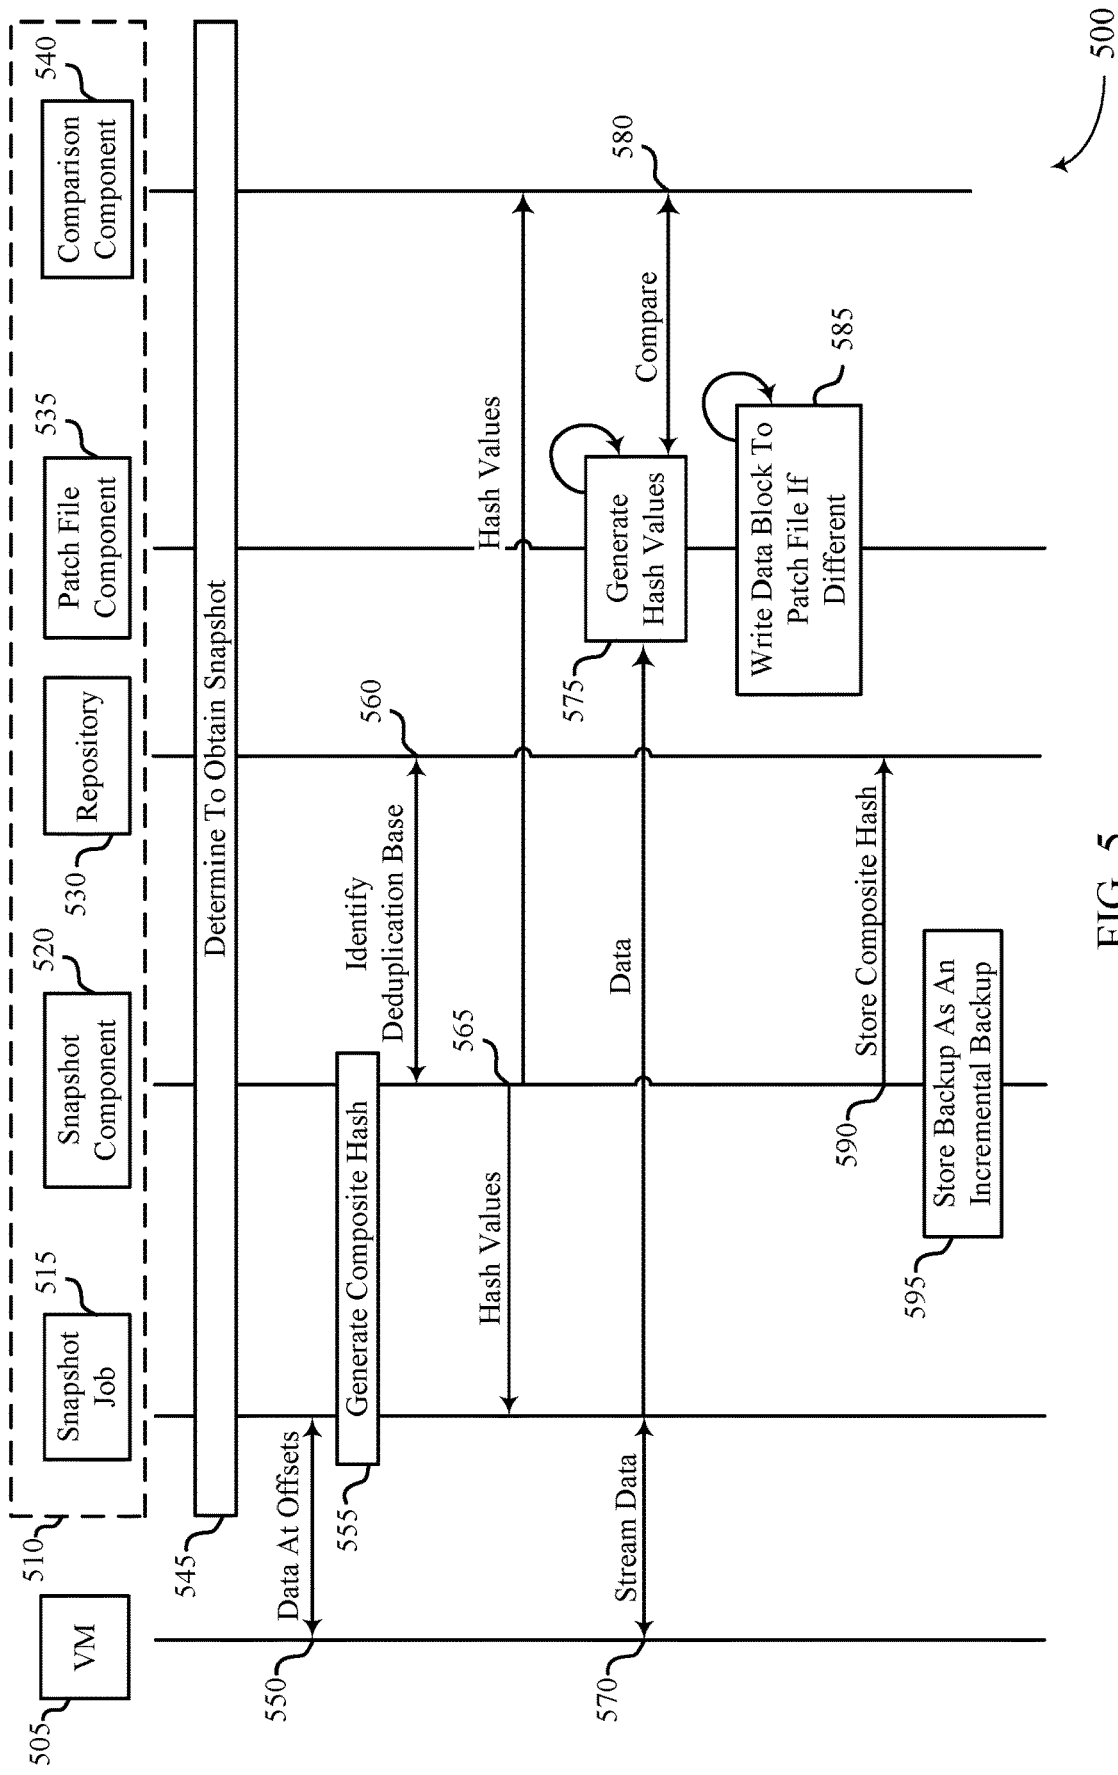 505
VM
510
Snapshot
Job
515
Snapshot
Component
520
530
Repository
Patch File
Component
535
Comparison
Component
540
545
Determine To Obtain Snapshot
550
Data At Offsets
555
Generate Composite Hash
Identify
Deduplication Base
560
565
Hash Values
Hash Values
570
Stream Data
Data
575
Generate
Hash Values
Compare
580
Write Data Block To
Patch File If
Different
585
590
Store Composite Hash
595
Store Backup As An
Incremental Backup
500
FIG. 5